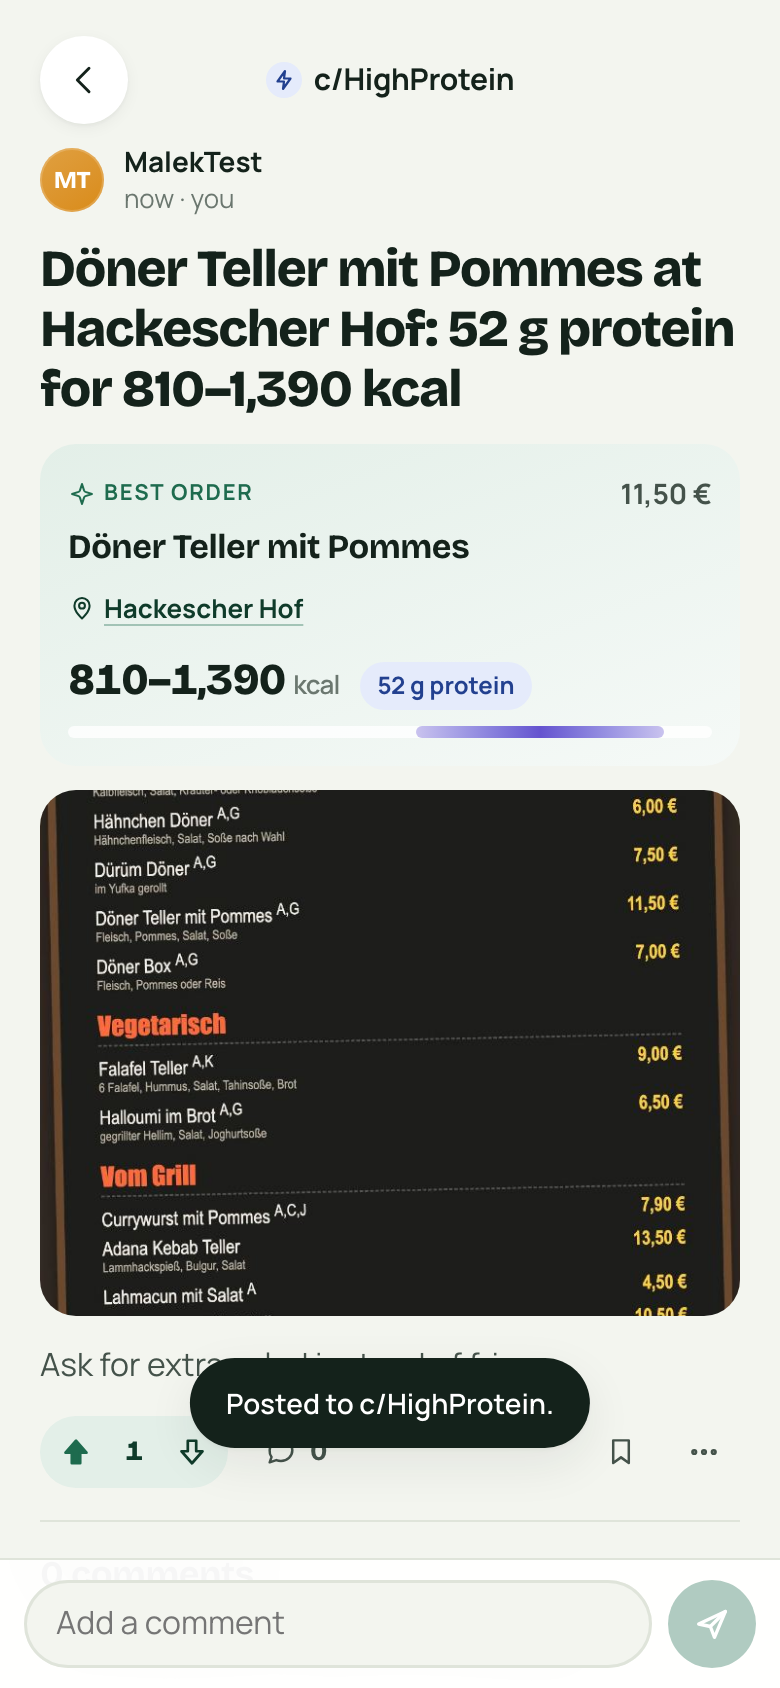 c/HighProtein
MT
MalekTest
now · you
Döner Teller mit Pommes at
Hackescher Hof: 52 g protein
for 810–1,390 kcal
BEST ORDER
11,50 €
Döner Teller mit Pommes
Hackescher Hof
810–1,390 kcal
52 g protein
Hähnchen Döner A,G 6,00 €
Hähnchenfleisch, Salat, Soße nach Wahl
Dürüm Döner A,G 7,50 €
im Yufka gerollt
Döner Teller mit Pommes A,G 11,50 €
Fleisch, Pommes, Salat, Soße
Döner Box A,G 7,00 €
Fleisch, Pommes oder Reis
Vegetarisch
Falafel Teller A,K 9,00 €
6 Falafel, Hummus, Salat, Tahinsoße, Brot
Halloumi im Brot A,G 6,50 €
gegrillter Hellim, Salat, Joghurtsoße
Vom Grill
Currywurst mit Pommes A,C,J 7,90 €
Adana Kebab Teller 13,50 €
Lammhackspieß, Bulgur, Salat
Lahmacun mit Salat A 4,50 €
10,50 €
Ask for
Posted to c/HighProtein.
1
0
0 comments
Add a comment